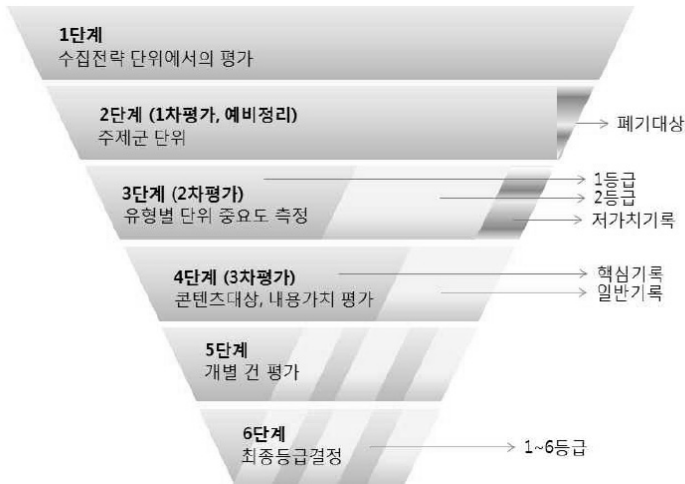 1단계
수집전략 단위에서의 평가
2단계 (1차평가, 예비정리)
주제군 단위
폐기대상
3단계 (2차평가)
유형별 단위 중요도 측정
1등급
2등급
저가치기록
4단계 (3차평가)
콘텐츠대상, 내용가치 평가
핵심기록
일반기록
5단계
개별 건 평가
6단계
최종등급결정
1~6등급